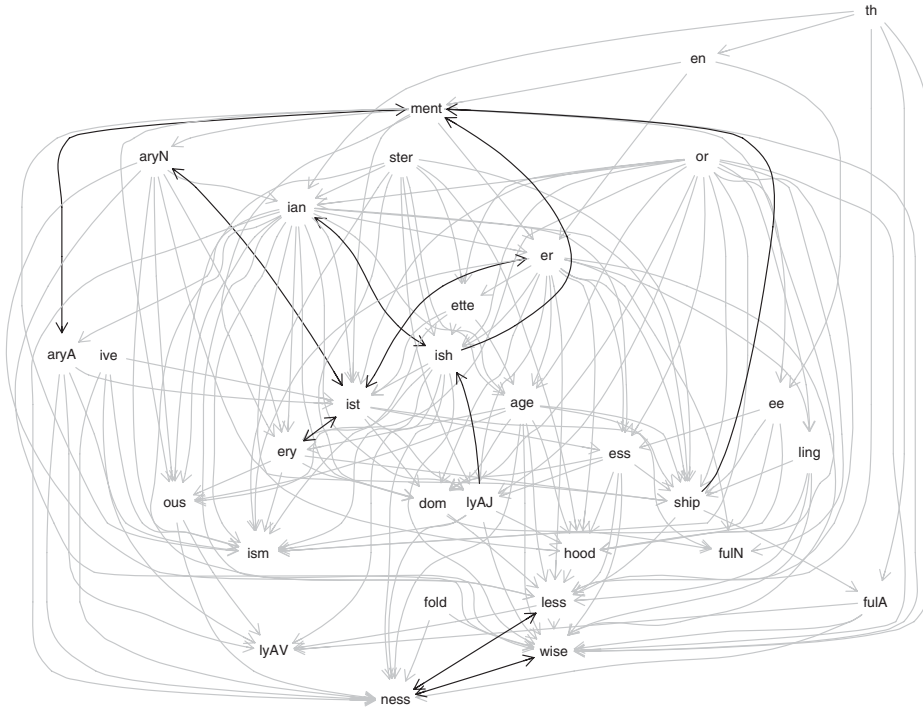 th
en
ment
aryN ster or
ian
er
ette
aryA ive ish
ist age ee
ery ess ling
ous dom lyAJ ship
ism hood fulN
fold less fulA
lyAV wise
ness